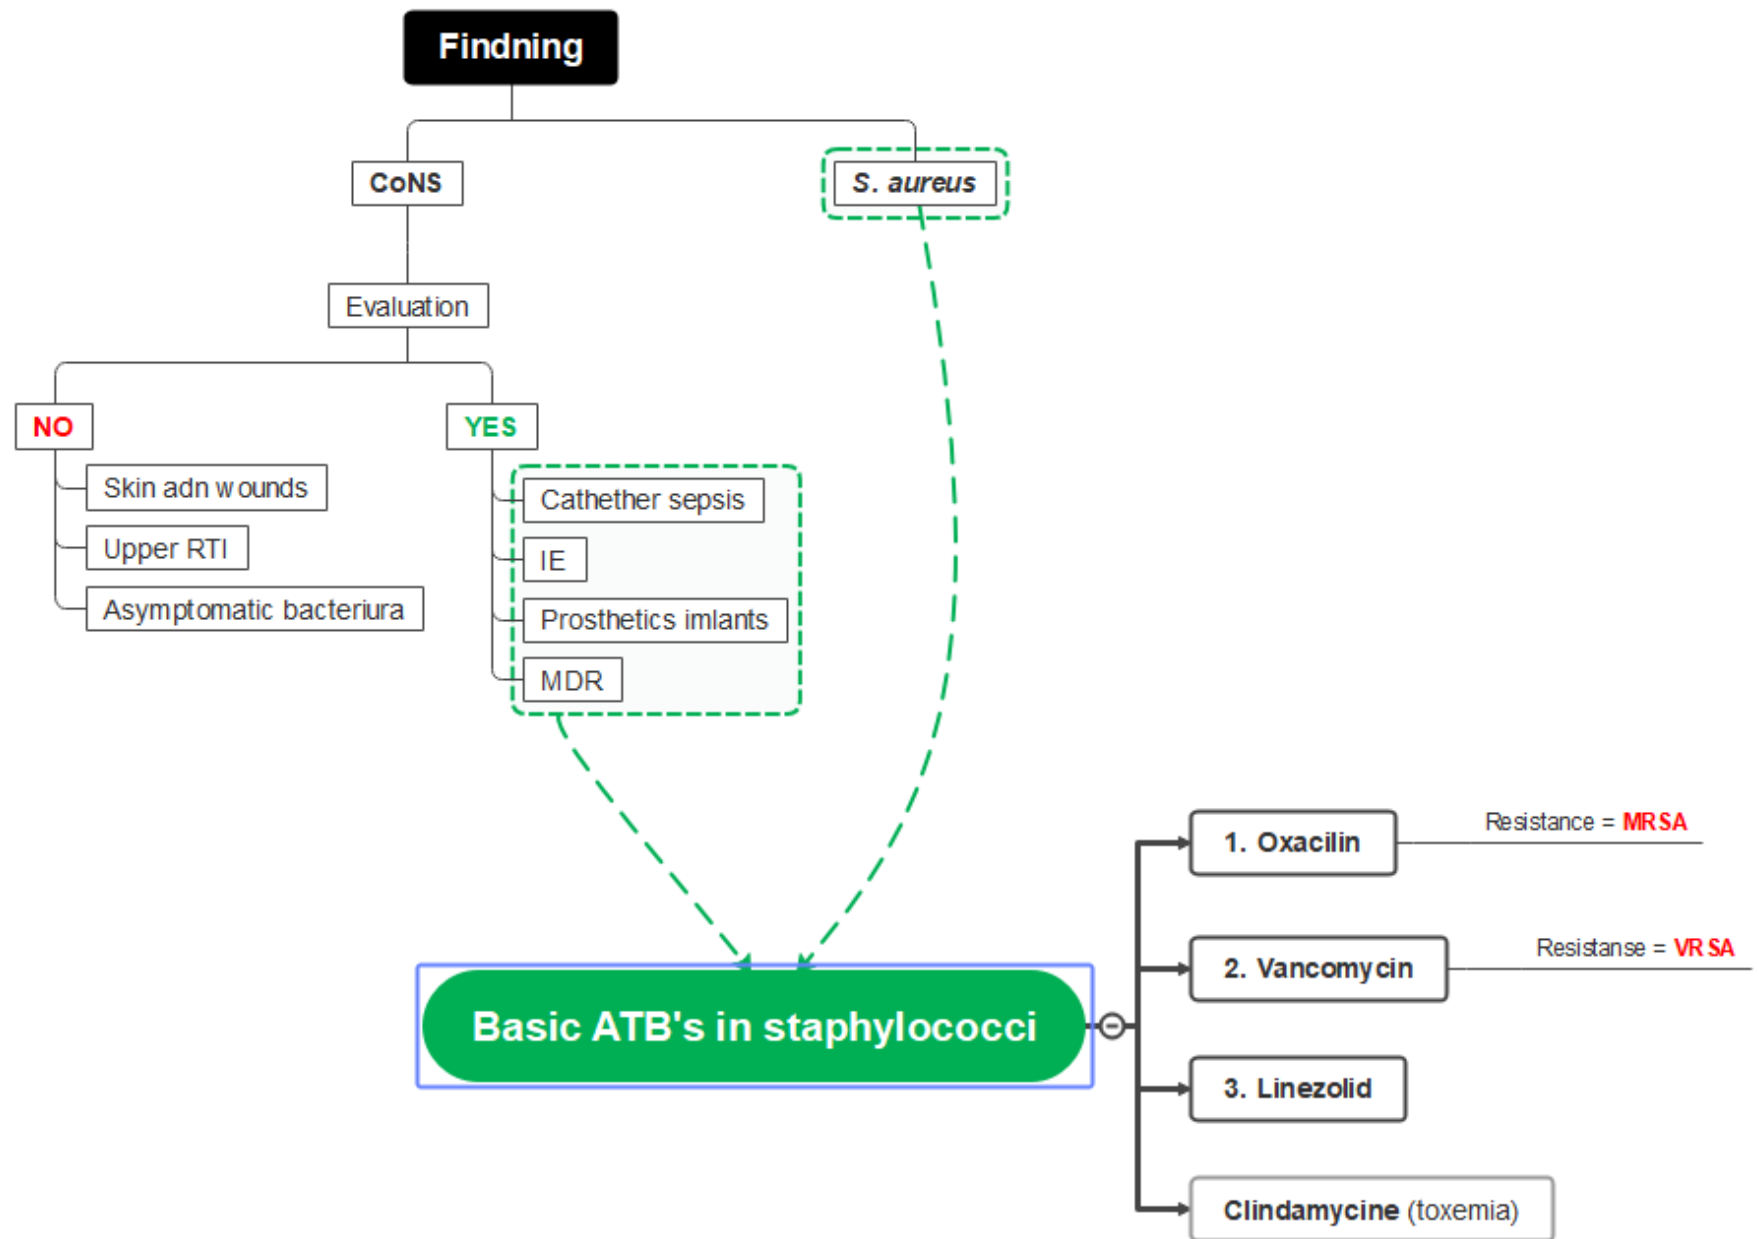 Findning
CoNS
S. aureus
Evaluation
NO
YES
Skin adn wounds
Upper RTI
Asymptomatic bacteriura
Cathether sepsis
IE
Prosthetics imlants
MDR
Basic ATB's in staphylococci
1. Oxacilin
Resistance = MRSA
2. Vancomycin
Resistanse = VRSA
3. Linezolid
Clindamycine (toxemia)